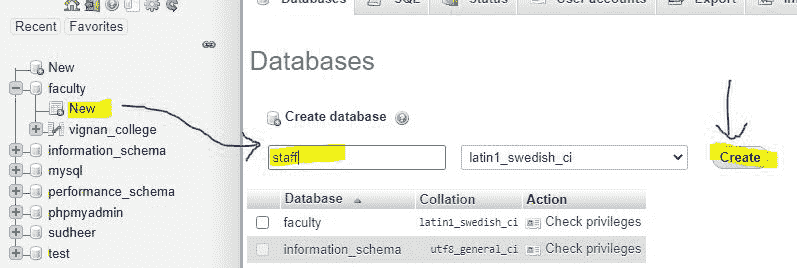 Databases SQL Status User accounts Export
Recent Favorites
New
faculty
New
vignan_college
information_schema
mysql
performance_schema
phpmyadmin
sudheer
test
Databases
Create database
staff latin1_swedish_ci Create
Database Collation Action
faculty latin1_swedish_ci Check privileges
information_schema utf8_general_ci Check privileges